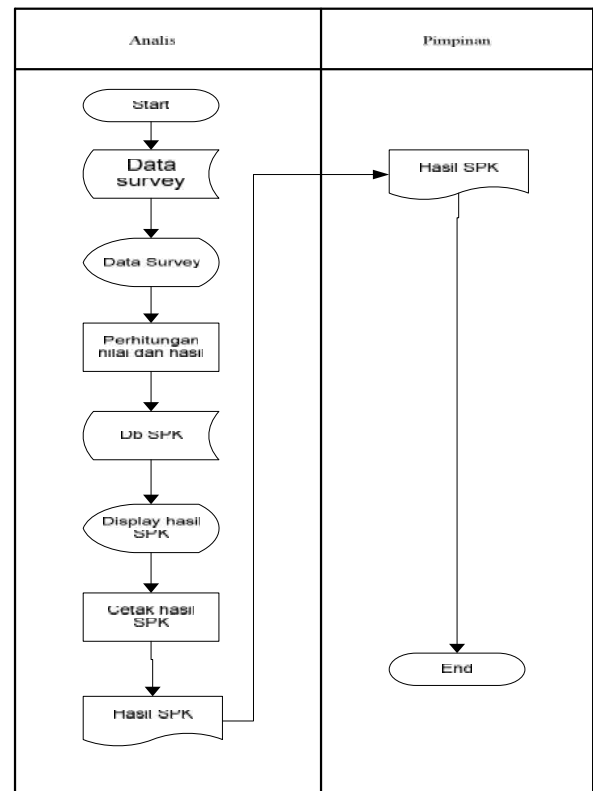 Analis
Pimpinan
Start
Data
survey
Data Survey
Perhitungan
nilai dan hasil
Db SPK
Display hasil
SPK
Cetak hasil
SPK
Hasil SPK
Hasil SPK
End